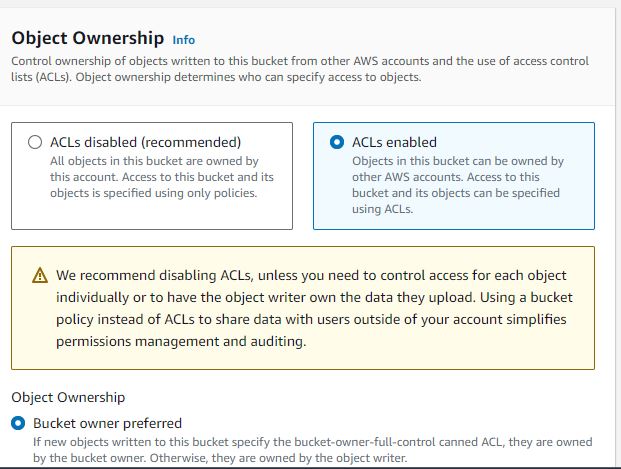 Object Ownership Info
Control ownership of objects written to this bucket from other AWS accounts and the use of access control
lists (ACLs). Object ownership determines who can specify access to objects.
ACLs disabled (recommended)
All objects in this bucket are owned by
this account. Access to this bucket and its
objects is specified using only policies.
ACLs enabled
Objects in this bucket can be owned by
other AWS accounts. Access to this
bucket and its objects can be specified
using ACLs.
We recommend disabling ACLs, unless you need to control access for each object
individually or to have the object writer own the data they upload. Using a bucket
policy instead of ACLs to share data with users outside of your account simplifies
permissions management and auditing.
Object Ownership
Bucket owner preferred
If new objects written to this bucket specify the bucket-owner-full-control canned ACL, they are owned
by the bucket owner. Otherwise, they are owned by the object writer.